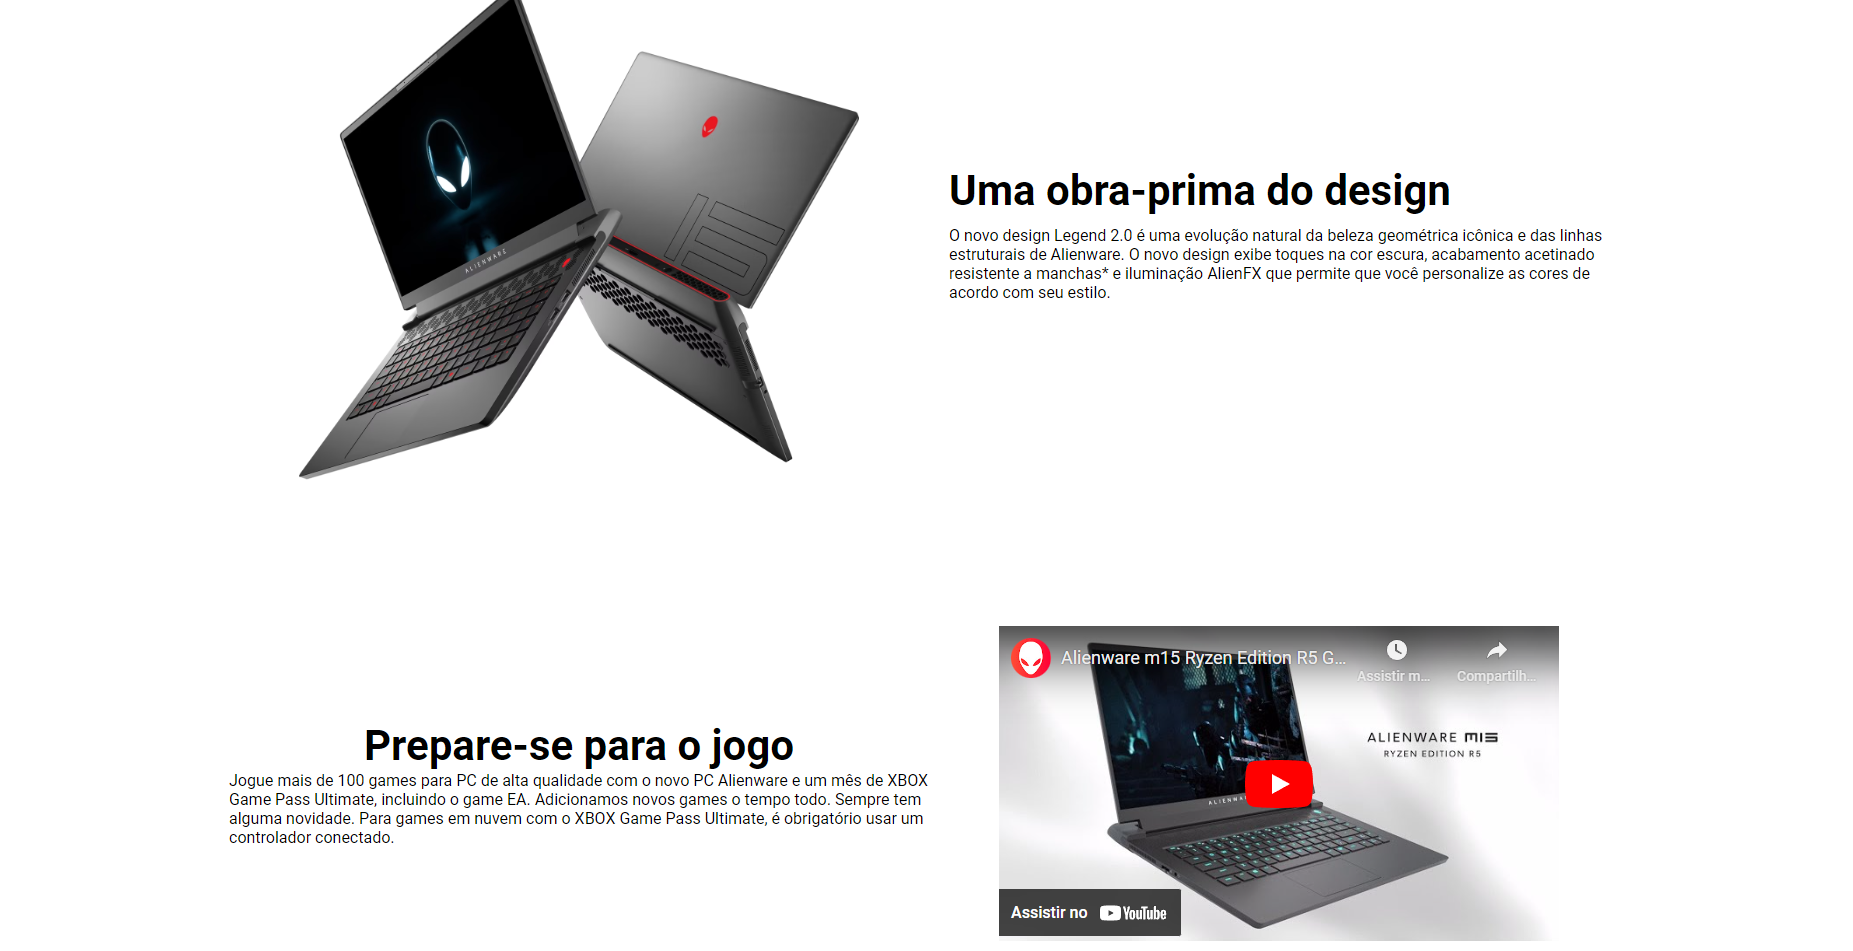 ALIENWARE
Uma obra-prima do design
O novo design Legend 2.0 é uma evolução natural da beleza geométrica icônica e das linhas
estruturais de Alienware. O novo design exibe toques na cor escura, acabamento acetinado
resistente a manchas* e iluminação AlienFX que permite que você personalize as cores de
acordo com seu estilo.
Prepare-se para o jogo
Jogue mais de 100 games para PC de alta qualidade com o novo PC Alienware e um mês de XBOX
Game Pass Ultimate, incluindo o game EA. Adicionamos novos games o tempo todo. Sempre tem
alguma novidade. Para games em nuvem com o XBOX Game Pass Ultimate, é obrigatório usar um
controlador conectado.
Alienware m15 Ryzen Edition R5 G...
Assistir m...
Compartilh...
ALIENWARE m15
RYZEN EDITION R5
Assistir no YouTube